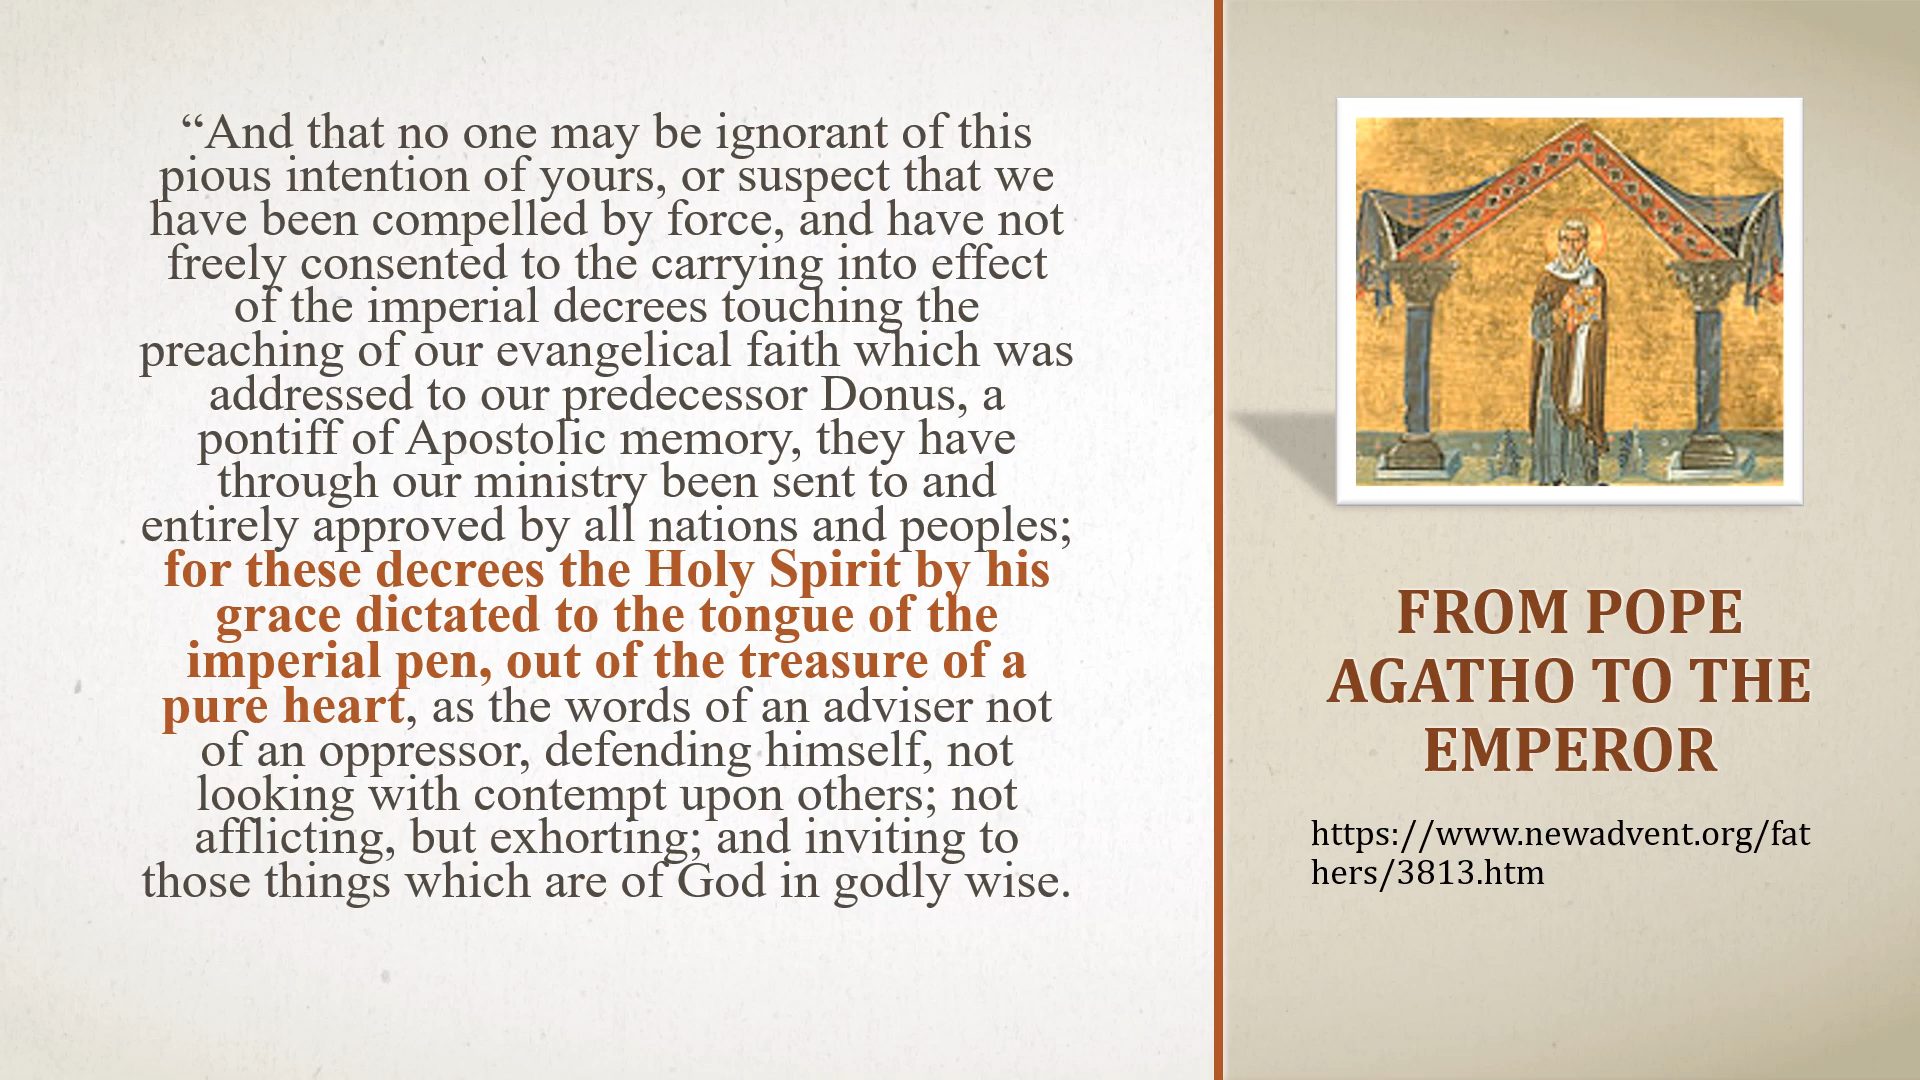 “And that no one may be ignorant of this
pious intention of yours, or suspect that we
have been compelled by force, and have not
freely consented to the carrying into effect
of the imperial decrees touching the
preaching of our evangelical faith which was
addressed to our predecessor Donus, a
pontiff of Apostolic memory, they have
through our ministry been sent to and
entirely approved by all nations and peoples;
for these decrees the Holy Spirit by his
grace dictated to the tongue of the
imperial pen, out of the treasure of a
pure heart, as the words of an adviser not
of an oppressor, defending himself, not
looking with contempt upon others; not
afflicting, but exhorting; and inviting to
those things which are of God in godly wise.
FROM POPE
AGATHO TO THE
EMPEROR
https://www.newadvent.org/fat
hers/3813.htm